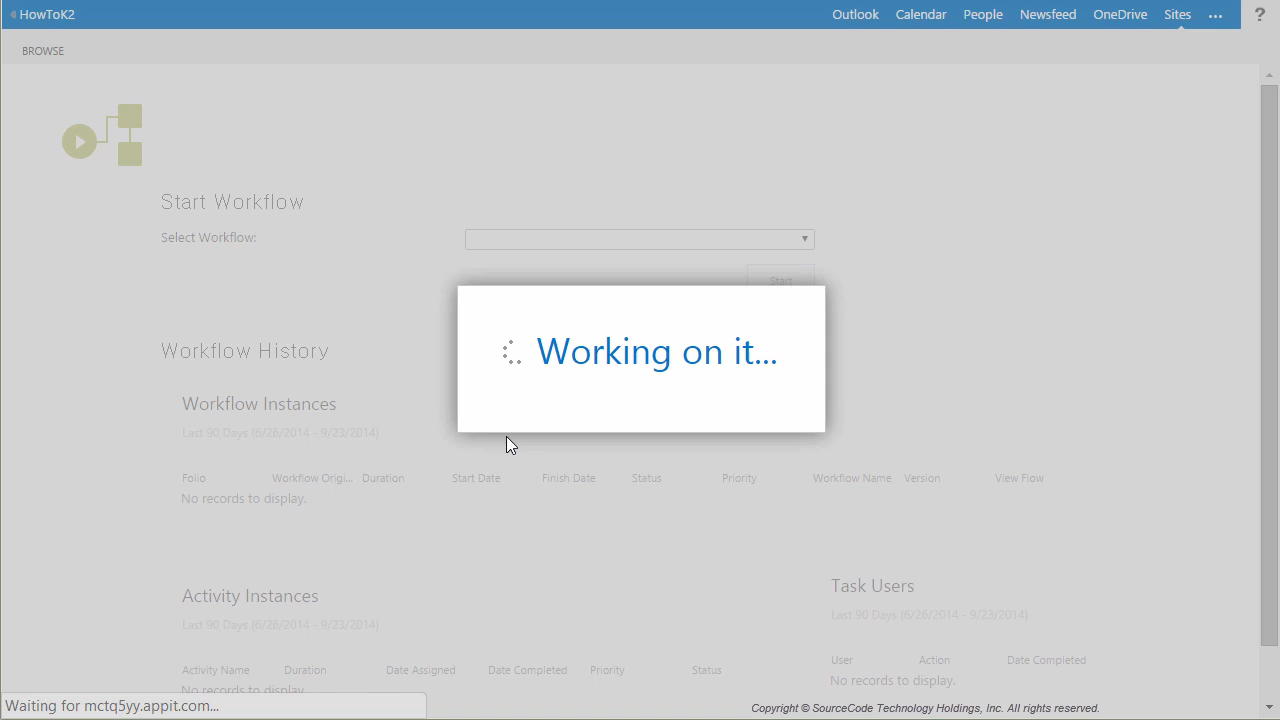 HowToK2 Outlook Calendar People Newsfeed OneDrive Sites ... ?
BROWSE
Start Workflow
Select Workflow:
Start
Working on it...
Workflow History
Workflow Instances
Last 90 Days (6/26/2014 - 9/23/2014)
Folio Workflow Origi... Duration Start Date Finish Date Status Priority Workflow Name Version View Flow
No records to display.
Activity Instances
Last 90 Days (6/26/2014 - 9/23/2014)
Activity Name Duration Date Assigned Date Completed Priority Status
No records to display.
Task Users
Last 90 Days (6/26/2014 - 9/23/2014)
User Action Date Completed
No records to display.
Waiting for mctq5yy.appit.com...
Copyright © SourceCode Technology Holdings, Inc. All rights reserved.